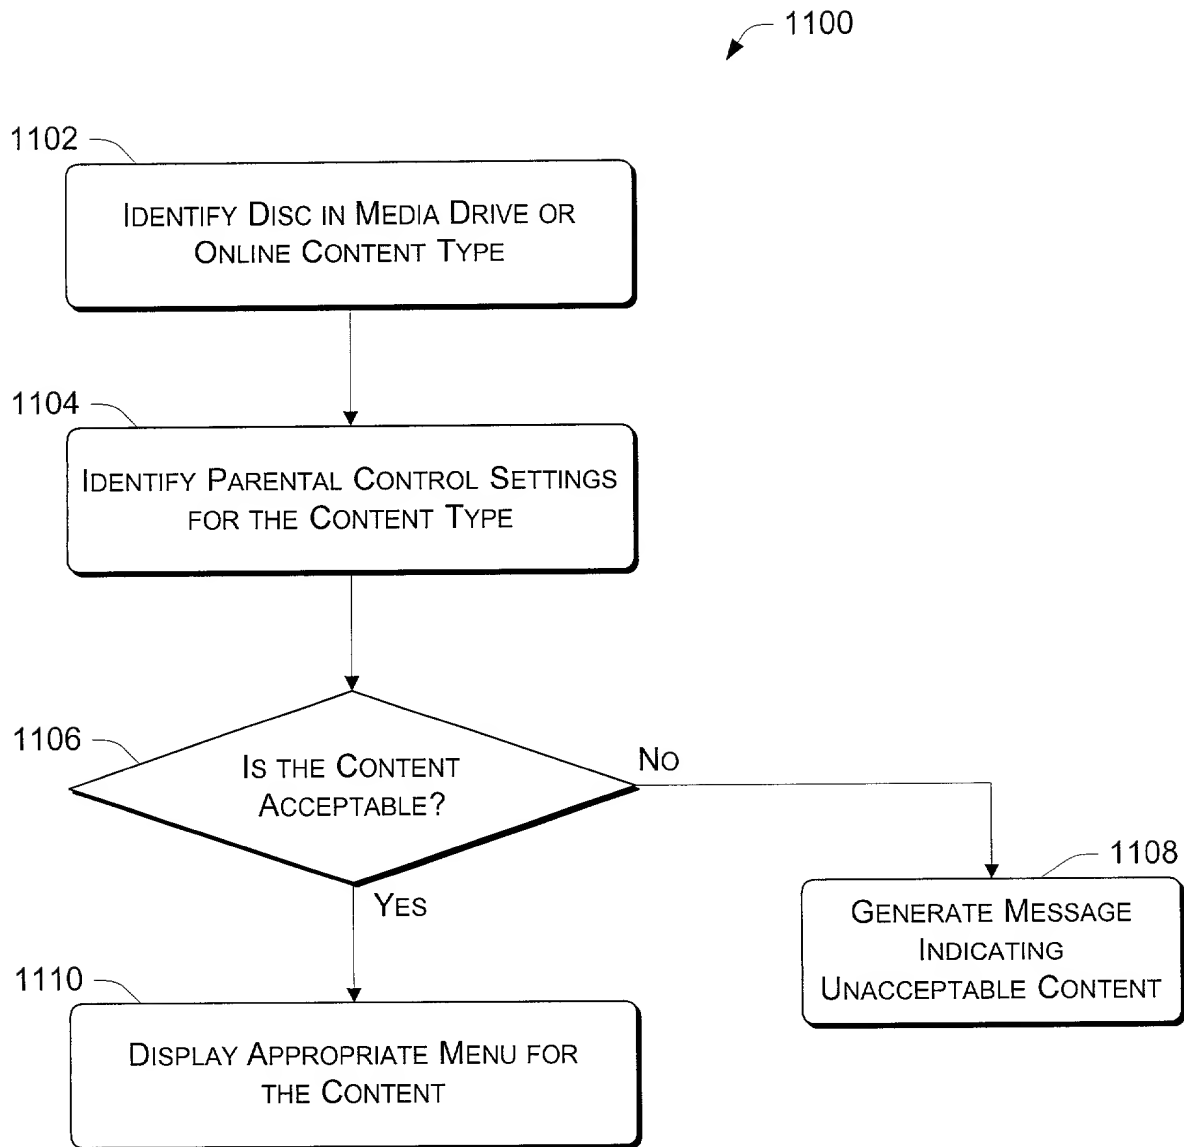 1100
1102
IDENTIFY DISC IN MEDIA DRIVE OR
ONLINE CONTENT TYPE
1104
IDENTIFY PARENTAL CONTROL SETTINGS
FOR THE CONTENT TYPE
1106
IS THE CONTENT
ACCEPTABLE?
NO
YES
1108
GENERATE MESSAGE
INDICATING
UNACCEPTABLE CONTENT
1110
DISPLAY APPROPRIATE MENU FOR
THE CONTENT